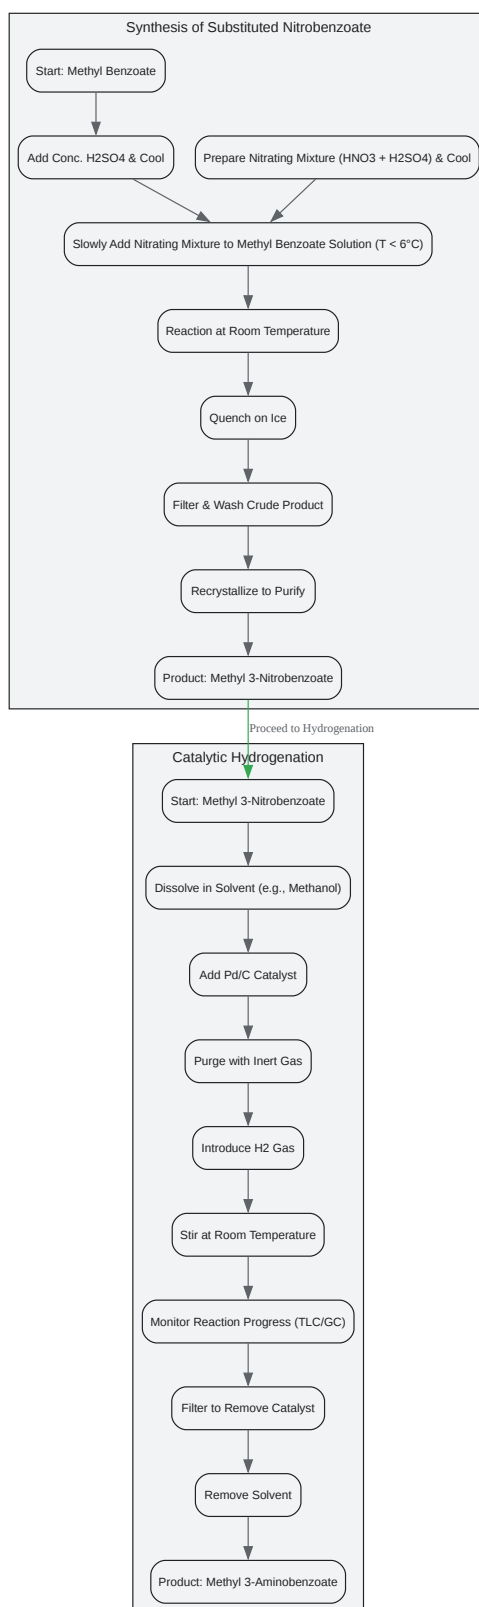 Synthesis of Substituted Nitrobenzoate
Start: Methyl Benzoate
Add Conc. H2SO4 & Cool
Prepare Nitrating Mixture (HNO3 + H2SO4) & Cool
Slowly Add Nitrating Mixture to Methyl Benzoate Solution (T < 6°C)
Reaction at Room Temperature
Quench on Ice
Filter & Wash Crude Product
Recrystallize to Purify
Product: Methyl 3-Nitrobenzoate
Proceed to Hydrogenation
Catalytic Hydrogenation
Start: Methyl 3-Nitrobenzoate
Dissolve in Solvent (e.g., Methanol)
Add Pd/C Catalyst
Purge with Inert Gas
Introduce H2 Gas
Stir at Room Temperature
Monitor Reaction Progress (TLC/GC)
Filter to Remove Catalyst
Remove Solvent
Product: Methyl 3-Aminobenzoate